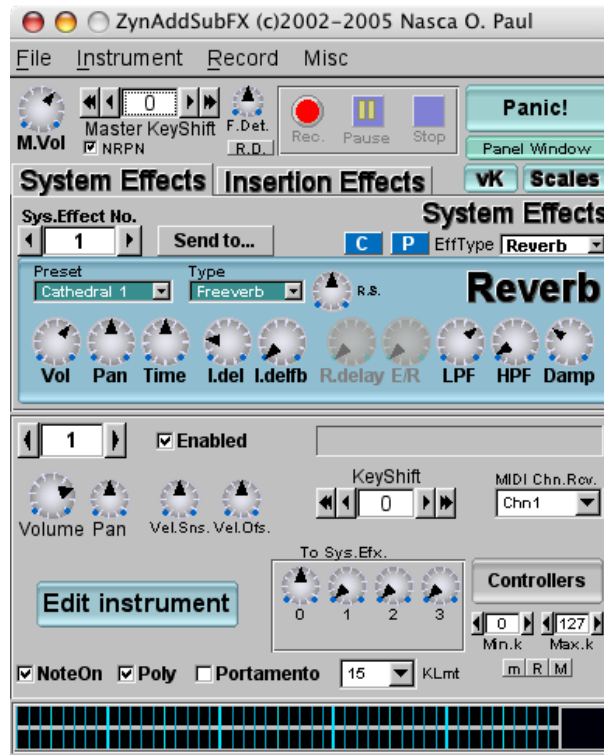 ZynAddSubFX (c)2002-2005 Nasca O. Paul
File Instrument Record Misc
M.Vol
0
Master KeyShift
NRPN
F.Det.
R.D.
Rec. Pause Stop
Panic!
Panel Window
System Effects Insertion Effects vK Scales
Sys.Effect No.
1
Send to...
System Effects
C P EffType Reverb
Preset
Cathedral 1
Type
Freeverb
R.S.
Reverb
Vol Pan Time I.del I.delfb R.delay E/R LPF HPF Damp
1
Enabled
Volume Pan Vel.Sns. Vel.Ofs.
KeyShift
0
MIDI Chn.Rcv.
Chn1
Edit instrument
To Sys.Efx.
0 1 2 3
Controllers
0 127
Min.k Max.k
m R M
NoteOn Poly Portamento 15 KLmt